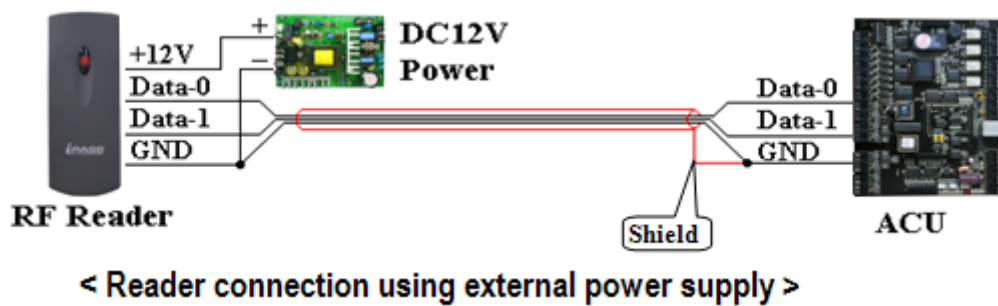 +12V
Data-0
Data-1
GND
RF Reader
+
−
DC12V
Power
Data-0
Data-1
GND
ACU
Shield
< Reader connection using external power supply >